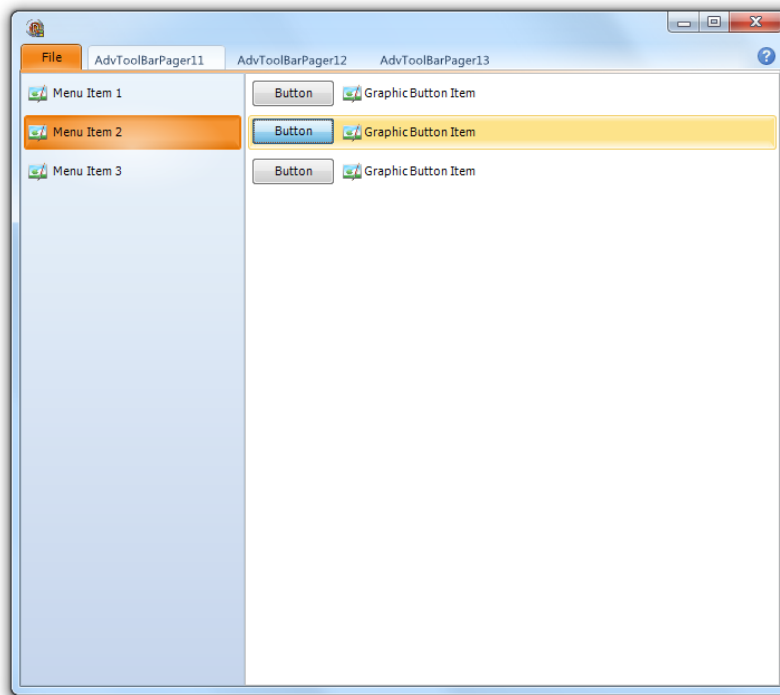 File AdvToolBarPager11 AdvToolBarPager12 AdvToolBarPager13
Menu Item 1
Menu Item 2
Menu Item 3
Button Graphic Button Item
Button Graphic Button Item
Button Graphic Button Item